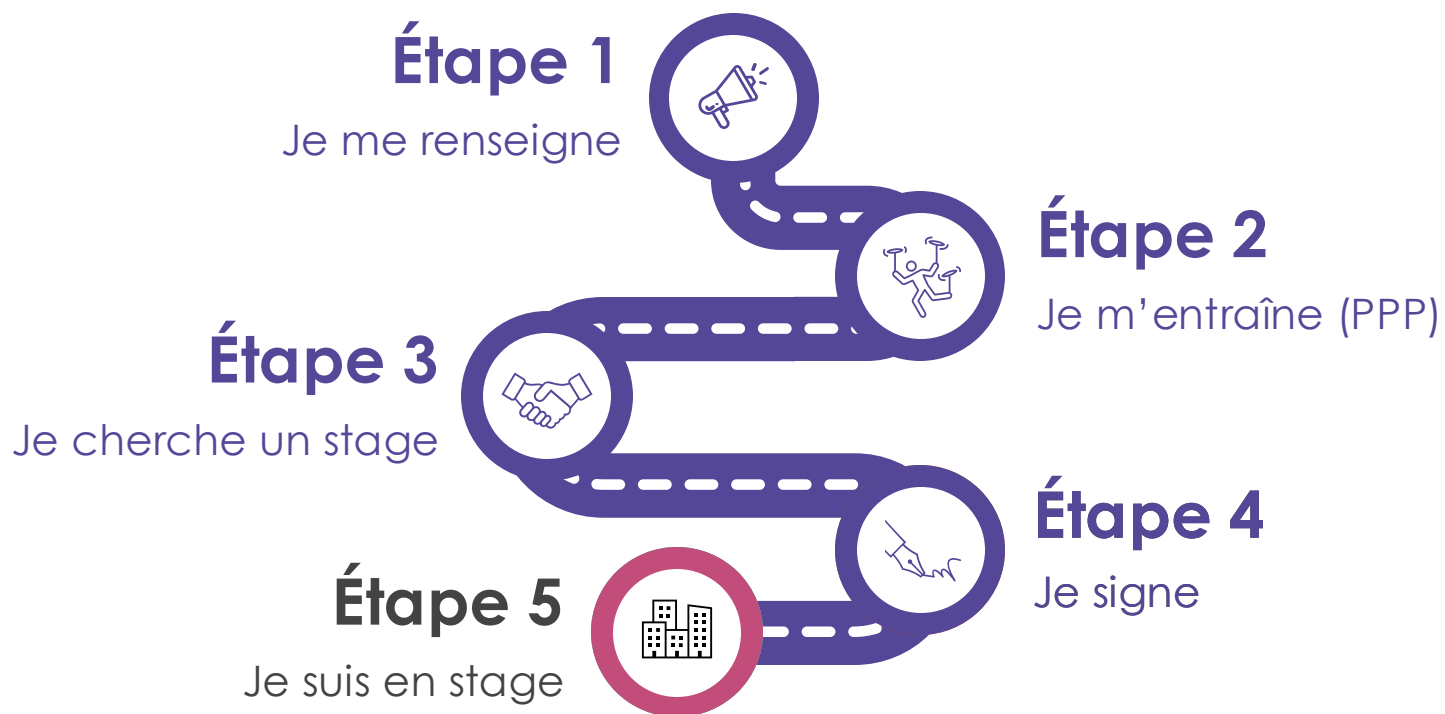 Étape 1
Je me renseigne
Étape 2
Je m’entraîne (PPP)
Étape 3
Je cherche un stage
Étape 4
Je signe
Étape 5
Je suis en stage